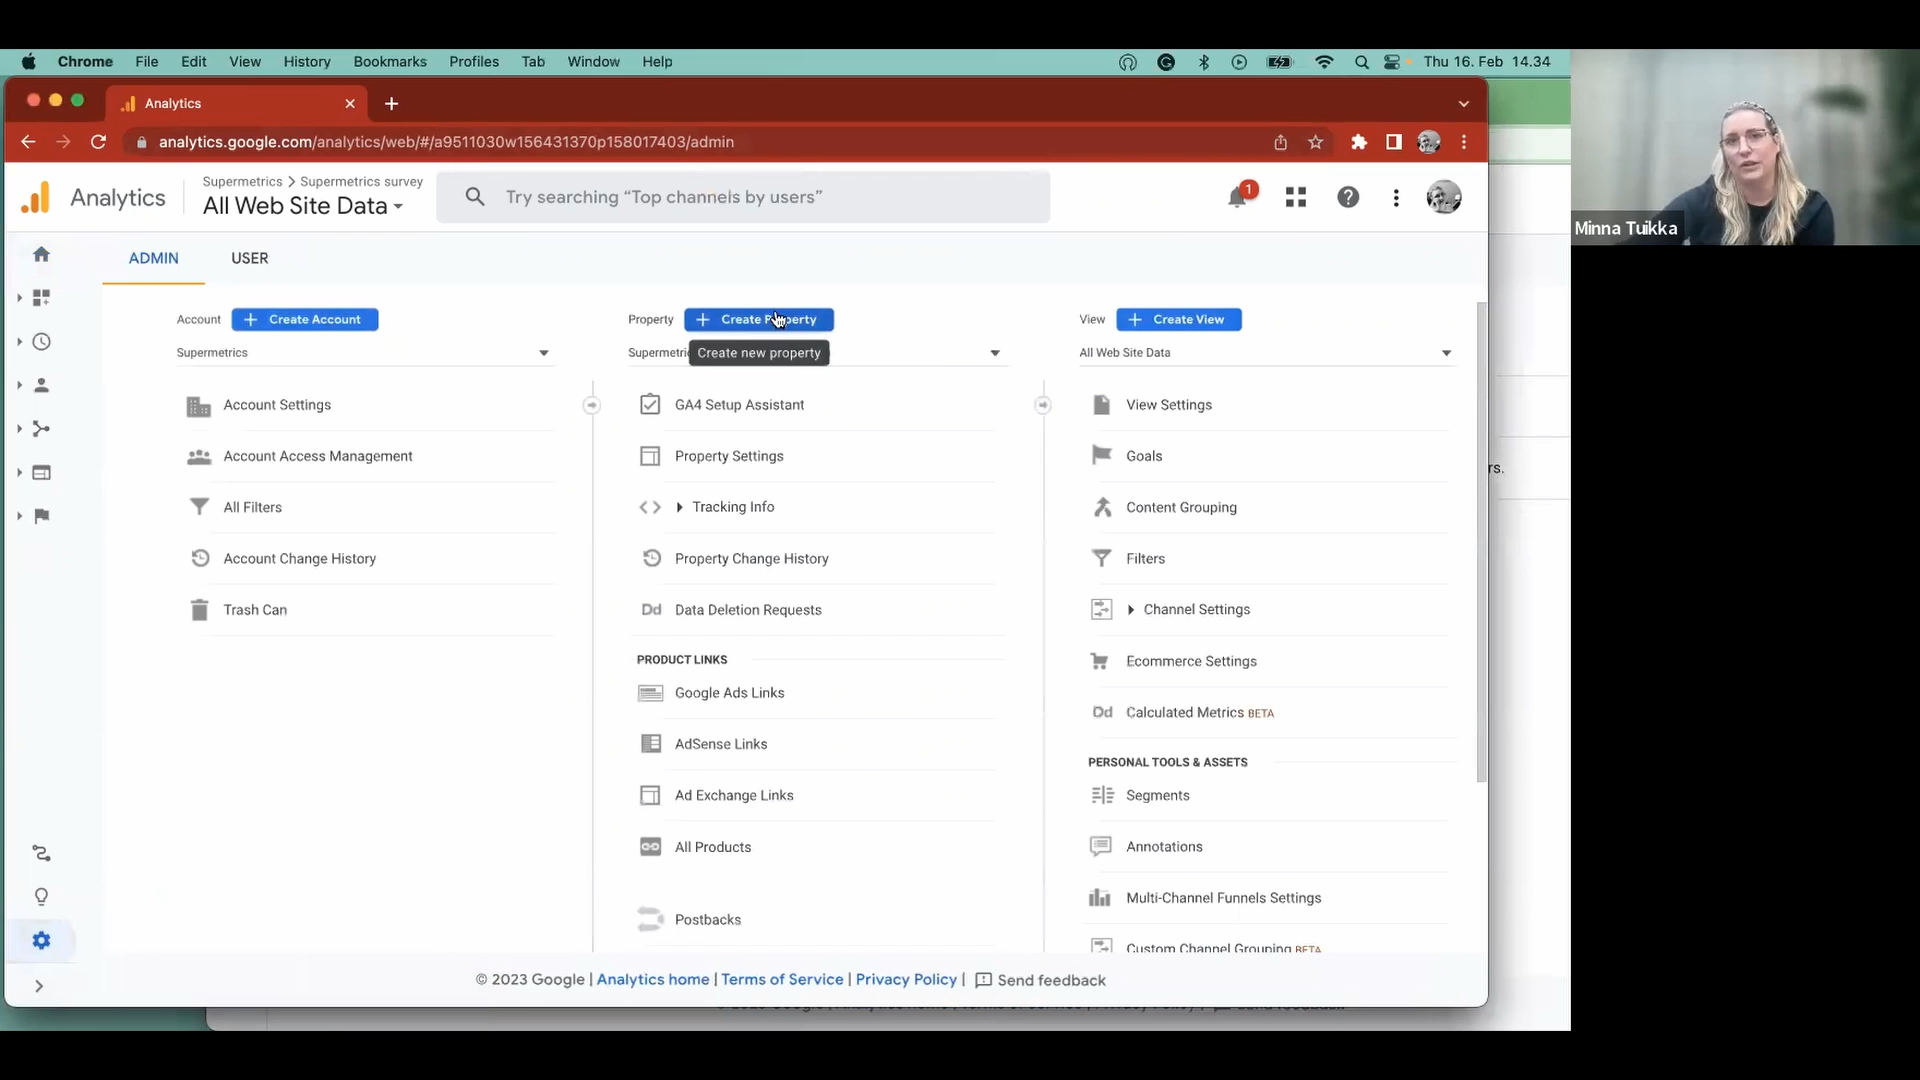 Chrome File Edit View History Bookmarks Profiles Tab Window Help Thu 16. Feb 14.34
Analytics
analytics.google.com/analytics/web/#/a9511030w156431370p158017403/admin
Analytics
Supermetrics > Supermetrics survey
All Web Site Data
Try searching “Top channels by users”
1
Minna Tuikka
ADMIN USER
Account + Create Account
Supermetrics
Account Settings
Account Access Management
All Filters
Account Change History
Trash Can
Property + Create Property
Create new property
GA4 Setup Assistant
Property Settings
Tracking Info
Property Change History
Dd Data Deletion Requests
PRODUCT LINKS
Google Ads Links
AdSense Links
Ad Exchange Links
All Products
Postbacks
View + Create View
All Web Site Data
View Settings
Goals
Content Grouping
Filters
Channel Settings
Ecommerce Settings
Dd Calculated Metrics BETA
PERSONAL TOOLS & ASSETS
Segments
Annotations
Multi-Channel Funnels Settings
Custom Channel Grouping BETA
rs.
© 2023 Google | Analytics home | Terms of Service | Privacy Policy | Send feedback